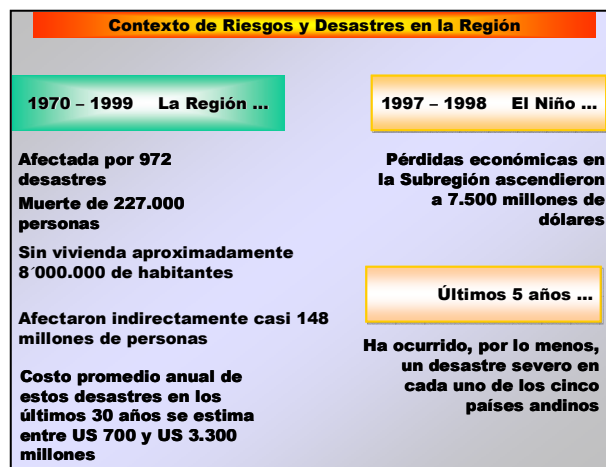 Contexto de Riesgos y Desastres en la Región
1970 – 1999 La Región ...
Afectada por 972
desastres
Muerte de 227.000
personas
Sin vivienda aproximadamente
8´000.000 de habitantes
Afectaron indirectamente casi 148
millones de personas
Costo promedio anual de
estos desastres en los
últimos 30 años se estima
entre US 700 y US 3.300
millones
1997 – 1998 El Niño ...
Pérdidas económicas en
la Subregión ascendieron
a 7.500 millones de
dólares
Últimos 5 años ...
Ha ocurrido, por lo menos,
un desastre severo en
cada uno de los cinco
países andinos